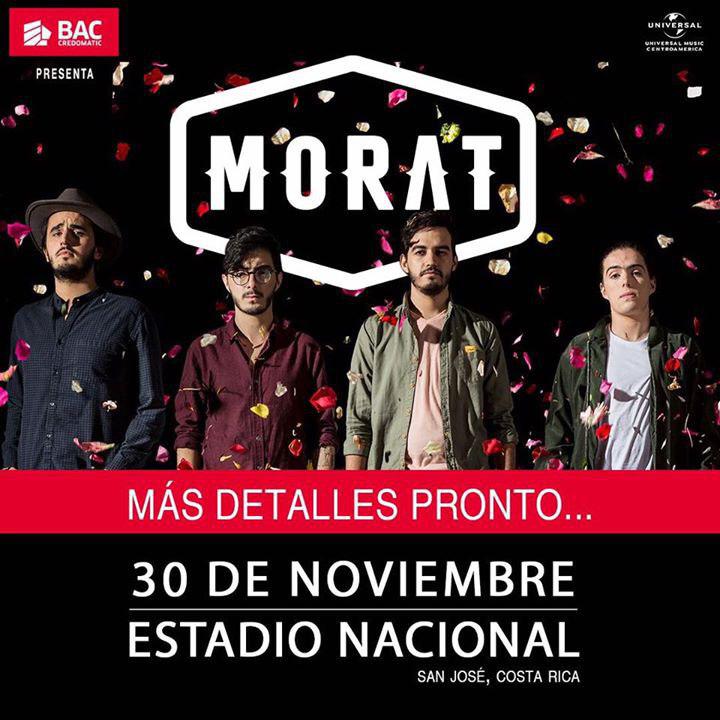 BAC
CREDOMATIC
PRESENTA
UNIVERSAL
UNIVERSAL MUSIC
CENTROAMERICA
MORAT
MÁS DETALLES PRONTO...
30 DE NOVIEMBRE
ESTADIO NACIONAL
SAN JOSÉ, COSTA RICA